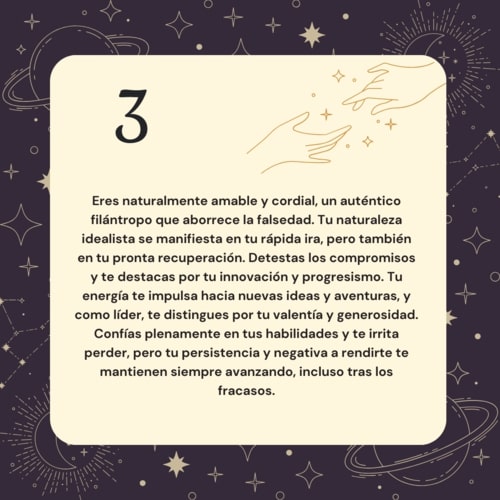 3
Eres naturalmente amable y cordial, un auténtico
filántropo que aborrece la falsedad. Tu naturaleza
idealista se manifiesta en tu rápida ira, pero también
en tu pronta recuperación. Detestas los compromisos
y te destacas por tu innovación y progresismo. Tu
energía te impulsa hacia nuevas ideas y aventuras, y
como líder, te distingues por tu valentía y generosidad.
Confías plenamente en tus habilidades y te irrita
perder, pero tu persistencia y negativa a rendirte te
mantienen siempre avanzando, incluso tras los
fracasos.